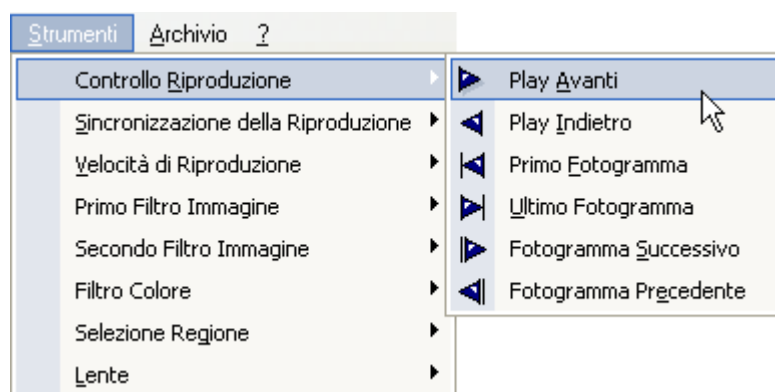 Strumenti Archivio ?
Controllo Riproduzione
Sincronizzazione della Riproduzione
Velocità di Riproduzione
Primo Filtro Immagine
Secondo Filtro Immagine
Filtro Colore
Selezione Regione
Lente
Play Avanti
Play Indietro
Primo Fotogramma
Ultimo Fotogramma
Fotogramma Successivo
Fotogramma Precedente